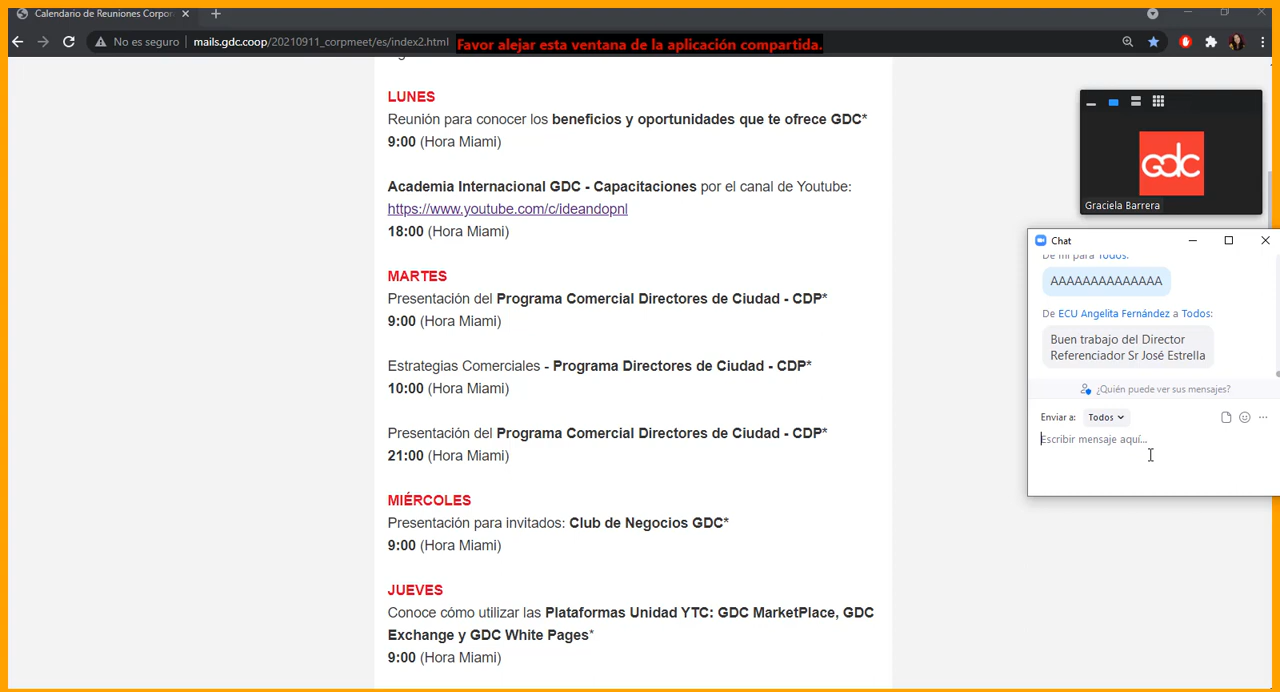 Calendario de Reuniones Corpor
No es seguro
mails.gdc.coop/20210911_corpmeet/es/index2.html
Favor alejar esta ventana de la aplicación compartida.
LUNES
Reunión para conocer los beneficios y oportunidades que te ofrece GDC*
9:00 (Hora Miami)
Academia Internacional GDC - Capacitaciones por el canal de Youtube:
https://www.youtube.com/c/ideandopnl
18:00 (Hora Miami)
MARTES
Presentación del Programa Comercial Directores de Ciudad - CDP*
9:00 (Hora Miami)
Estrategias Comerciales - Programa Directores de Ciudad - CDP*
10:00 (Hora Miami)
Presentación del Programa Comercial Directores de Ciudad - CDP*
21:00 (Hora Miami)
MIÉRCOLES
Presentación para invitados: Club de Negocios GDC*
9:00 (Hora Miami)
JUEVES
Conoce cómo utilizar las Plataformas Unidad YTC: GDC MarketPlace, GDC
Exchange y GDC White Pages*
9:00 (Hora Miami)
gdc
Graciela Barrera
Chat
De mí para Todos:
AAAAAAAAAAAAAA
De ECU Angelita Fernández a Todos:
Buen trabajo del Director
Referenciador Sr José Estrella
¿Quién puede ver sus mensajes?
Enviar a: Todos
Escribir mensaje aquí...